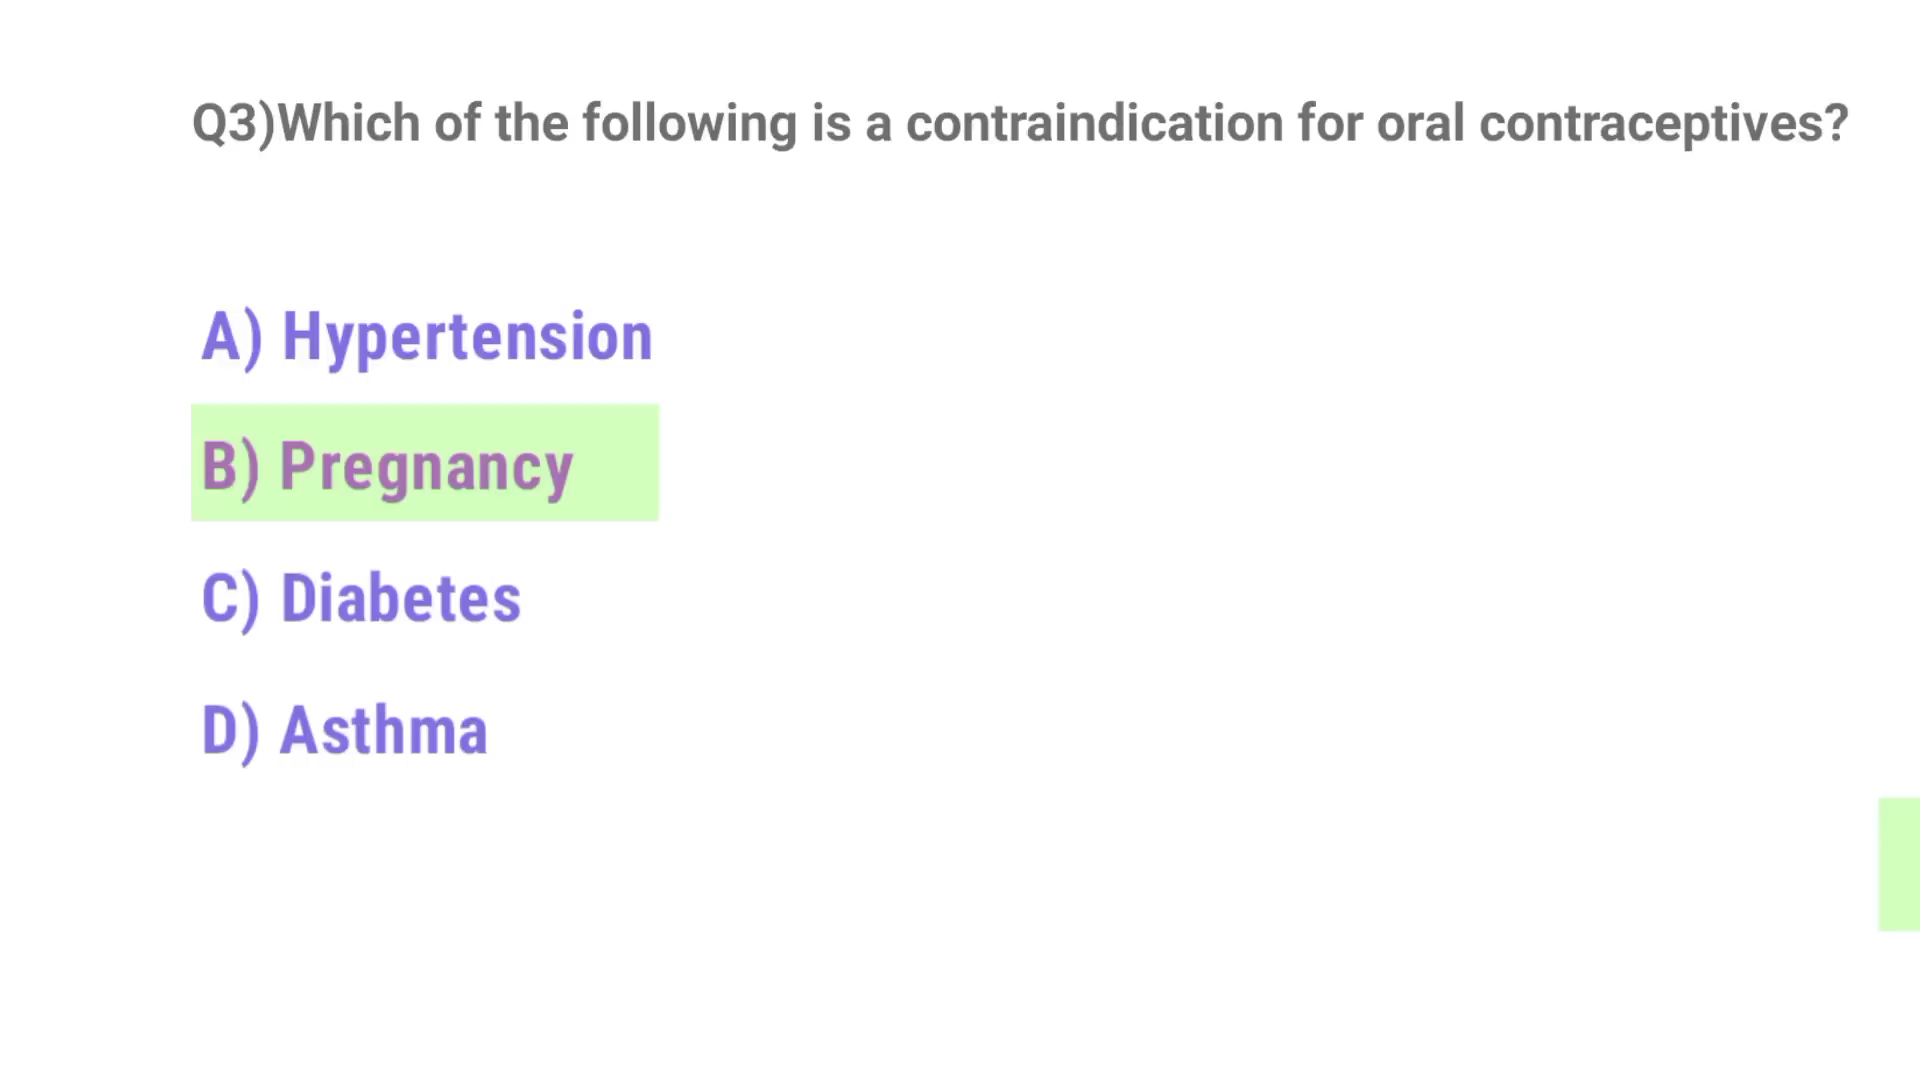 Q3)Which of the following is a contraindication for oral contraceptives?
A) Hypertension
B) Pregnancy
C) Diabetes
D) Asthma